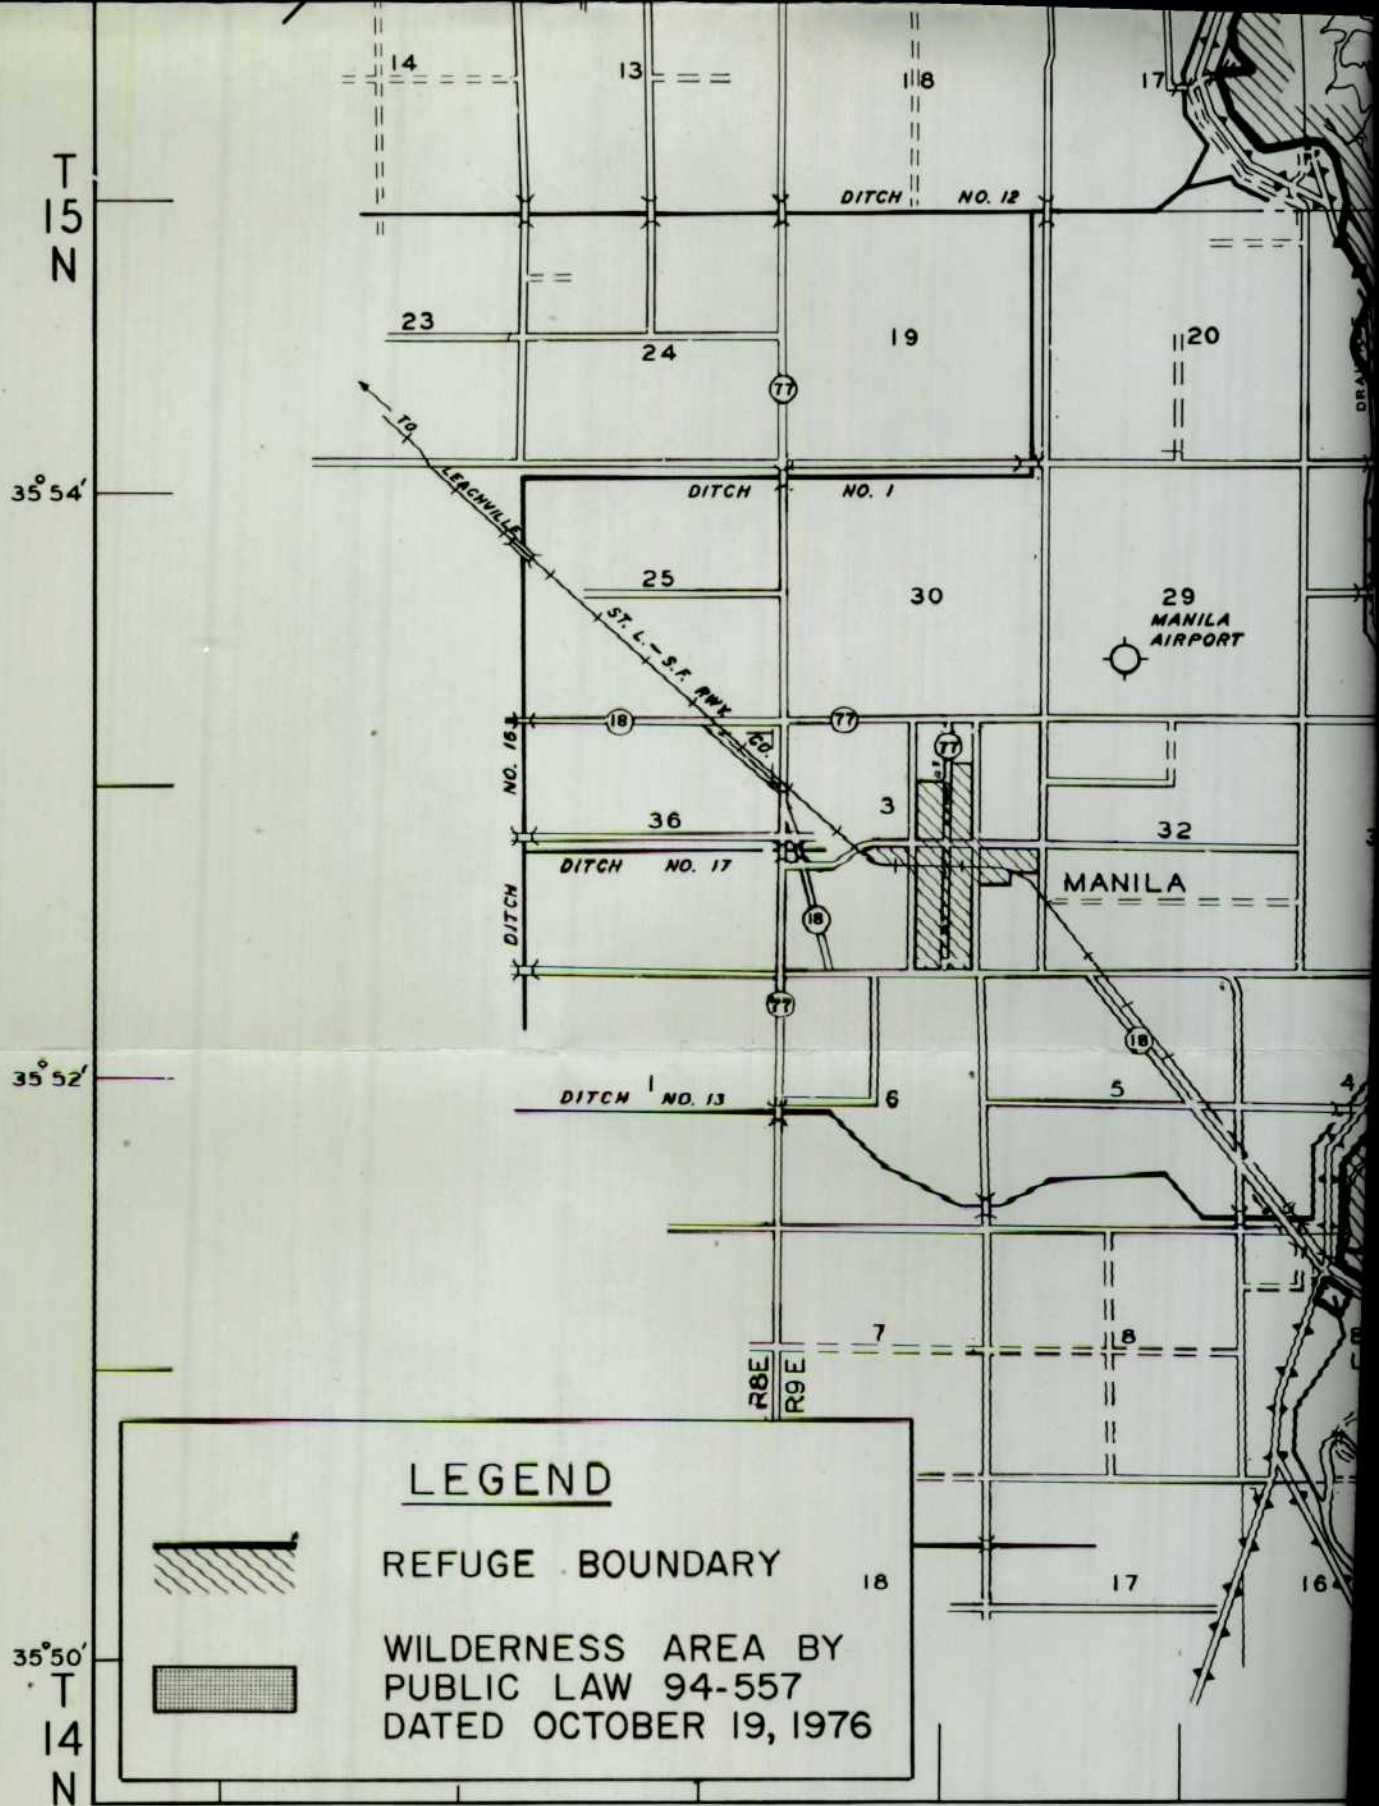 14
13
18
17
T
15
N
DITCH NO. 12
23
24
19
20
77
TO
LEACHVILLE
35°54'
DITCH NO. 1
25
30
29
MANILA
AIRPORT
ST. L. – S.F. RWY. CO.
18
77
77
DITCH NO. 16
3
36
32
DITCH NO. 17
MANILA
18
77
18
35°52'
1
DITCH NO. 13
6
5
4
7
8
R8E
R9E
LEGEND
REFUGE BOUNDARY
18
17
16
WILDERNESS AREA BY
PUBLIC LAW 94-557
DATED OCTOBER 19, 1976
35°50'
T
14
N